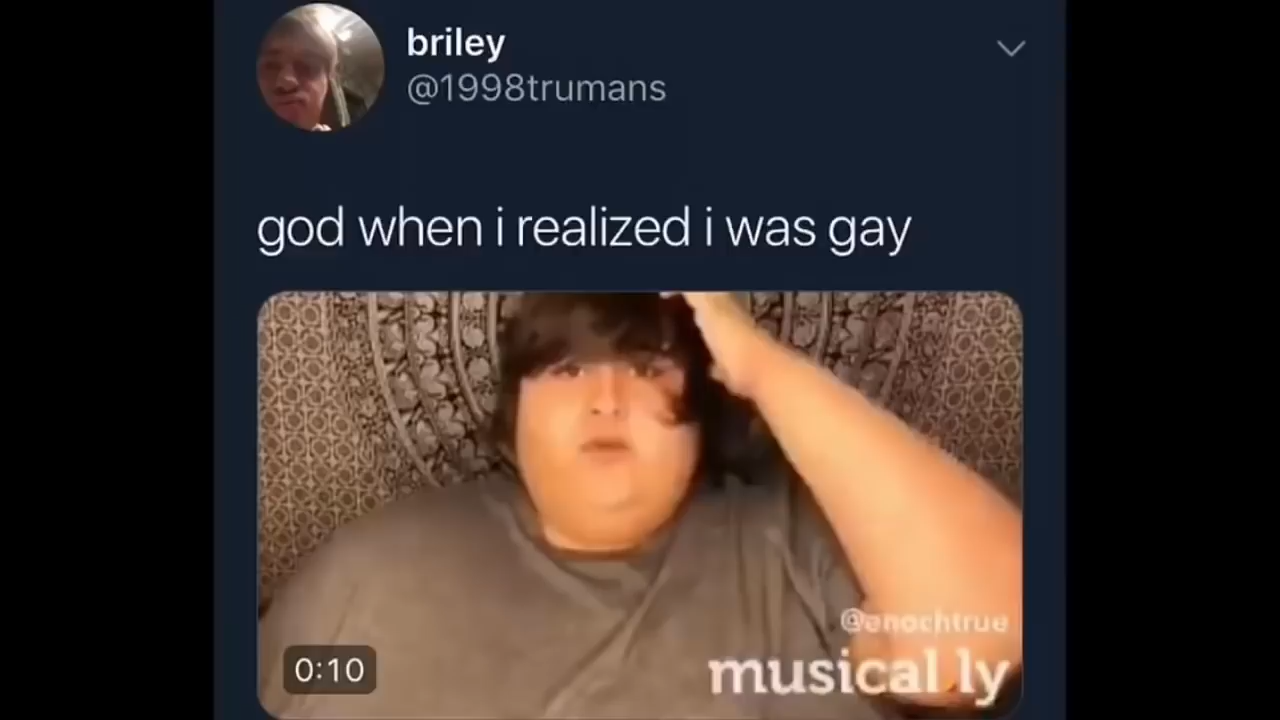 briley
@1998trumans
god when i realized i was gay
@enochtrue
0:10
musical.ly